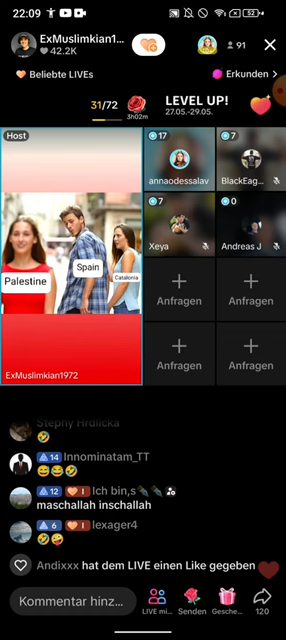 22:09
52
ExMuslimkian1...
42.2K
91
Beliebte LIVEs
Erkunden >
31/72
3h02m
LEVEL UP!
27.05.-29.05.
Host
17
annaodessalav
7
BlackEag...
7
Xeya
0
Andreas J
Palestine
Spain
Catalonia
ExMuslimkian1972
Anfragen
Anfragen
Anfragen
Anfragen
Stephy Hrdlicka
🤣
14 Innominatam_TT
😄😂🤣
12 I Ich bin,s✒️✒️
maschallah inschallah
6 I lexager4
🤣🤪
Andixxx hat dem LIVE einen Like gegeben
Kommentar hinz...
LIVE mi...
Senden
Gesche...
120